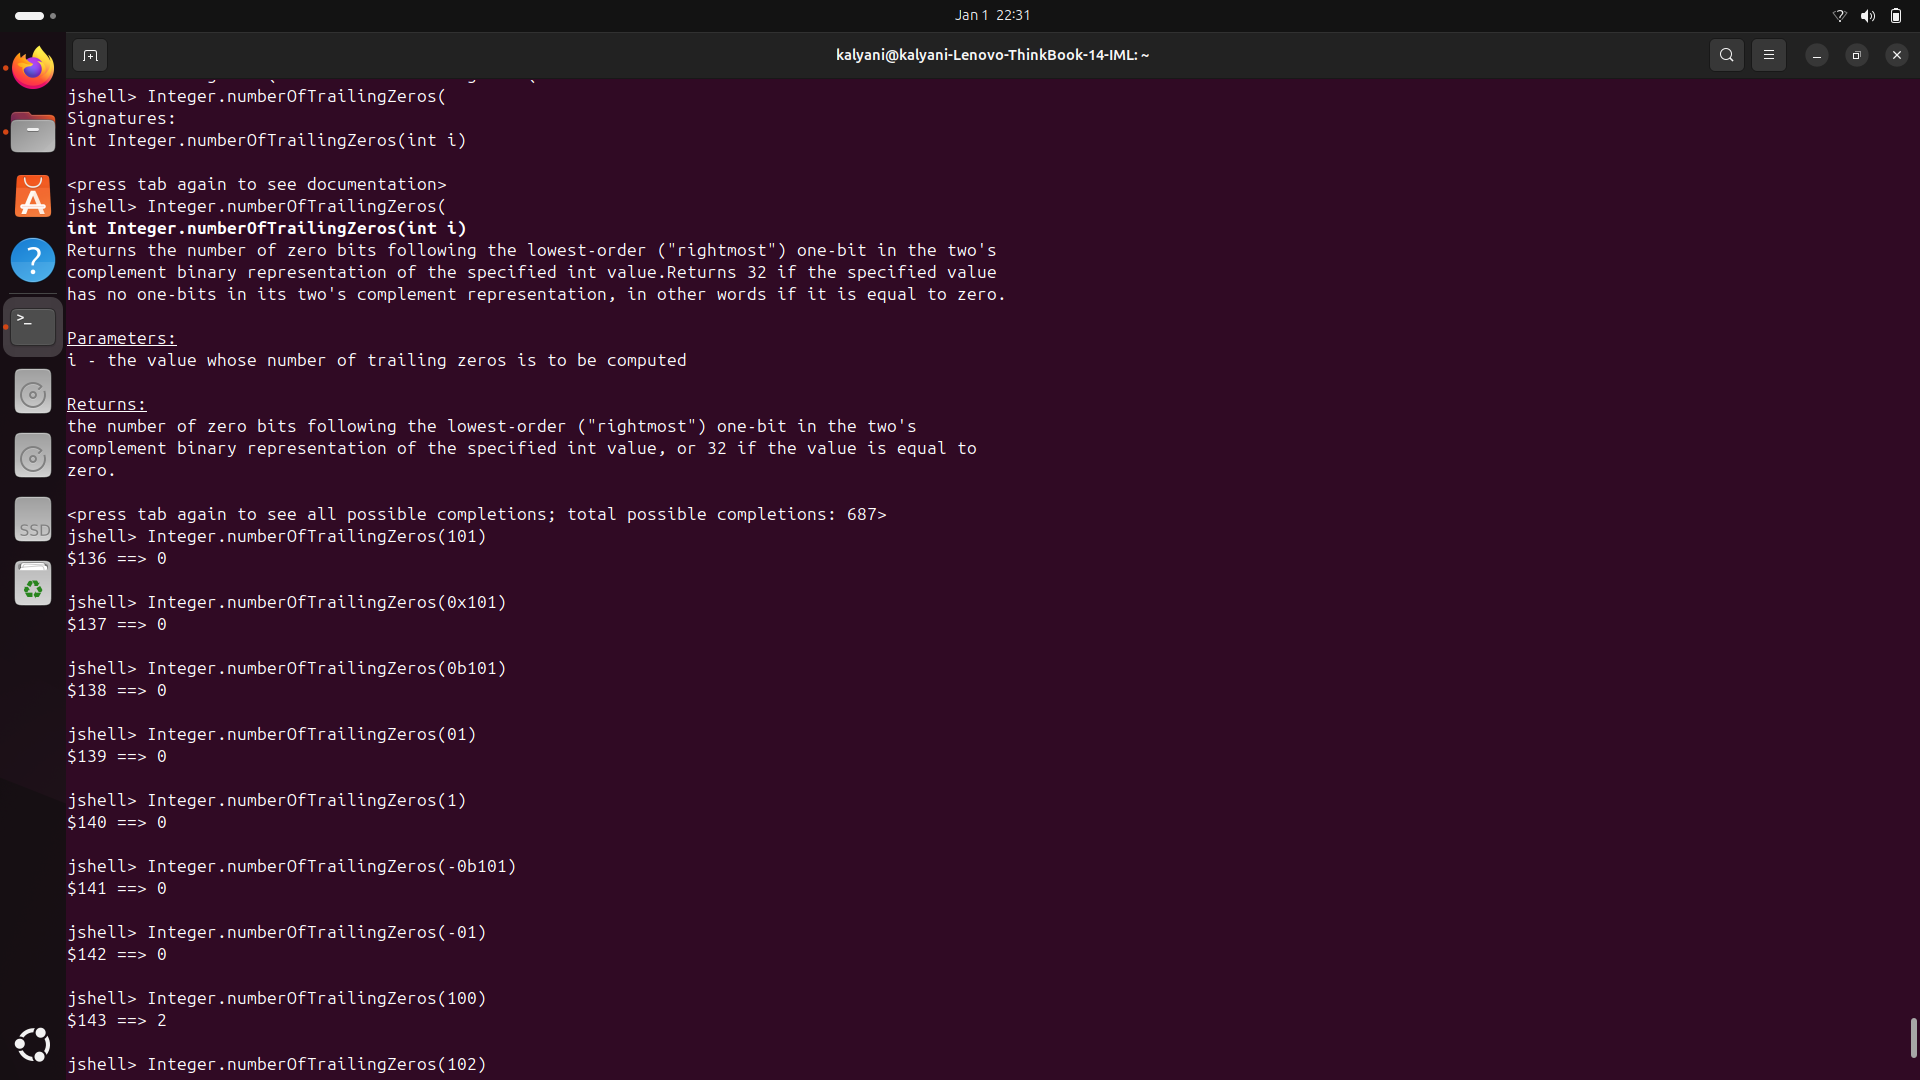 Jan 1 22:31
kalyani@kalyani-Lenovo-ThinkBook-14-IML: ~
jshell> Integer.numberOfTrailingZeros(
Signatures:
int Integer.numberOfTrailingZeros(int i)
<press tab again to see documentation>
jshell> Integer.numberOfTrailingZeros(
int Integer.numberOfTrailingZeros(int i)
Returns the number of zero bits following the lowest-order ("rightmost") one-bit in the two's
complement binary representation of the specified int value.Returns 32 if the specified value
has no one-bits in its two's complement representation, in other words if it is equal to zero.
Parameters:
i - the value whose number of trailing zeros is to be computed
Returns:
the number of zero bits following the lowest-order ("rightmost") one-bit in the two's
complement binary representation of the specified int value, or 32 if the value is equal to
zero.
<press tab again to see all possible completions; total possible completions: 687>
jshell> Integer.numberOfTrailingZeros(101)
$136 ==> 0
jshell> Integer.numberOfTrailingZeros(0x101)
$137 ==> 0
jshell> Integer.numberOfTrailingZeros(0b101)
$138 ==> 0
jshell> Integer.numberOfTrailingZeros(01)
$139 ==> 0
jshell> Integer.numberOfTrailingZeros(1)
$140 ==> 0
jshell> Integer.numberOfTrailingZeros(-0b101)
$141 ==> 0
jshell> Integer.numberOfTrailingZeros(-01)
$142 ==> 0
jshell> Integer.numberOfTrailingZeros(100)
$143 ==> 2
jshell> Integer.numberOfTrailingZeros(102)
SSD